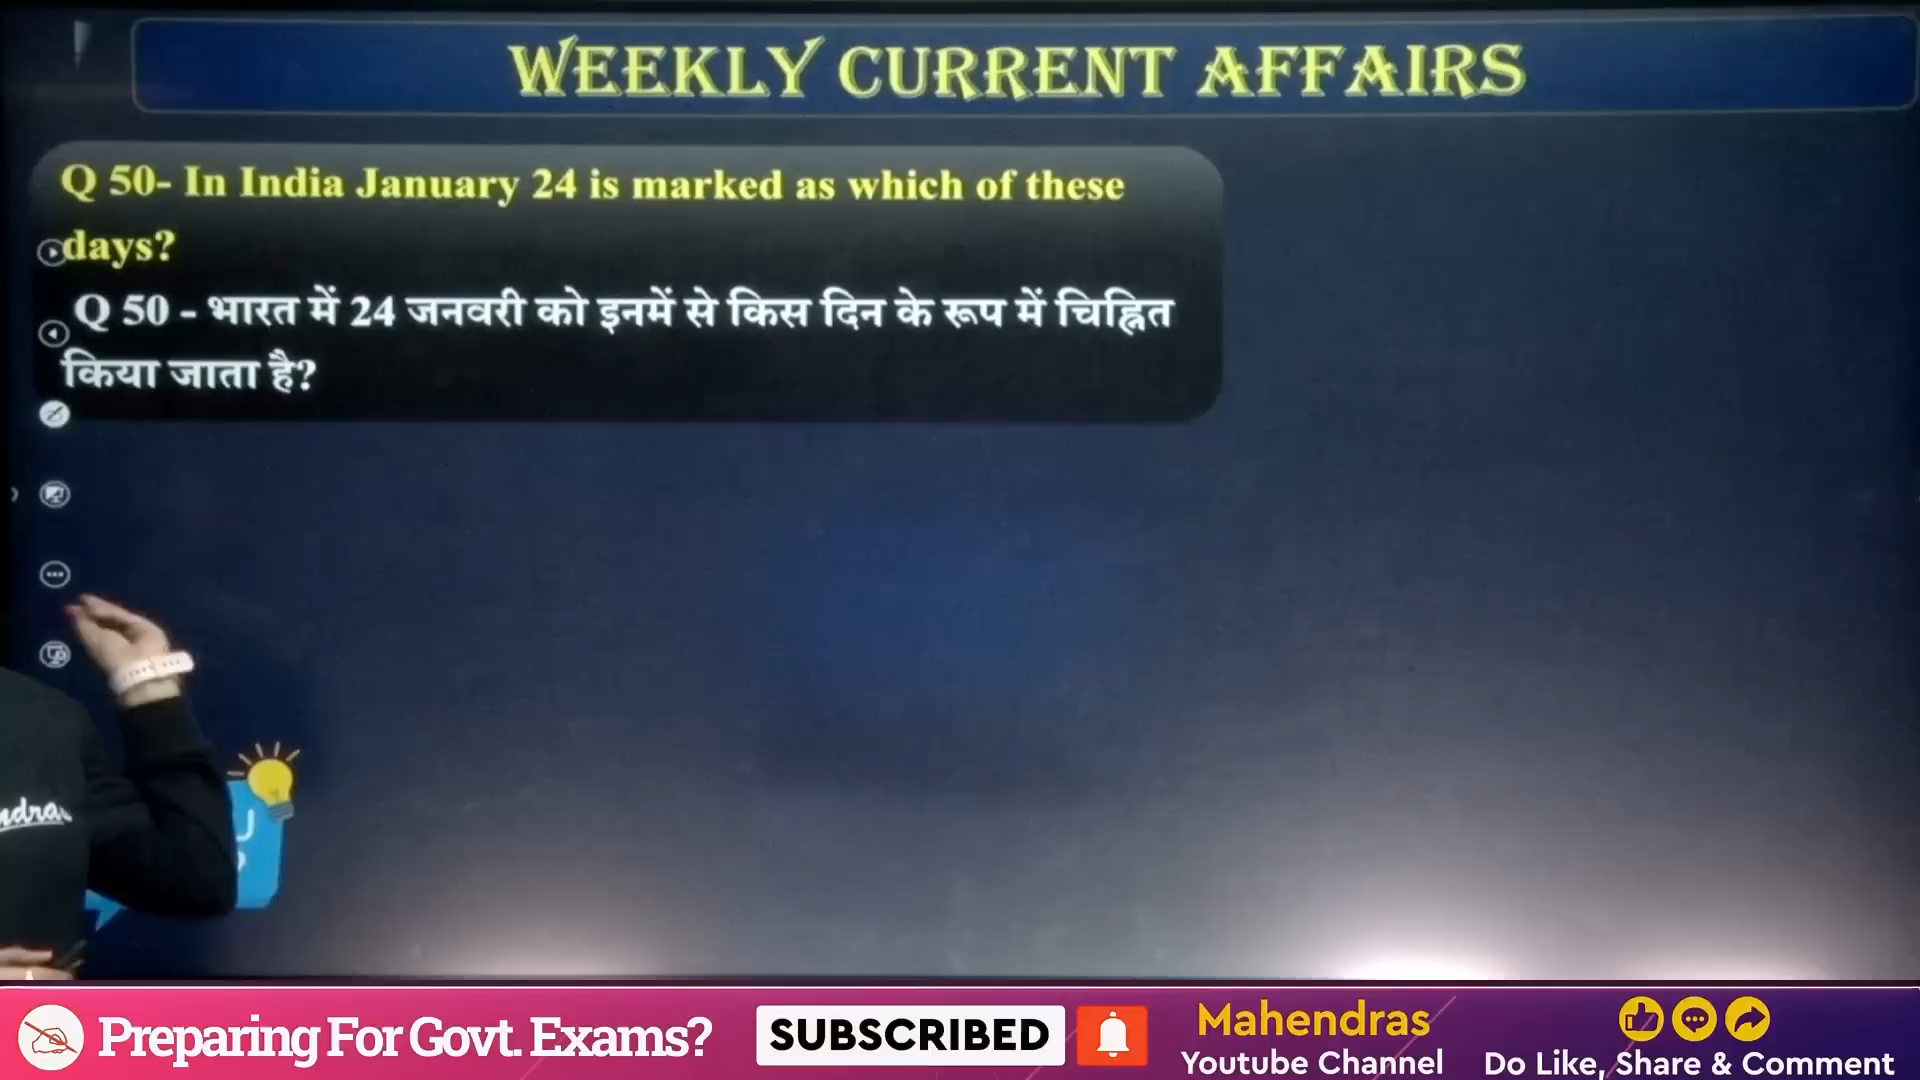 WEEKLY CURRENT AFFAIRS
Q 50- In India January 24 is marked as which of these
days?
Q 50 - भारत में 24 जनवरी को इनमें से किस दिन के रूप में चिह्नित
किया जाता है?
Preparing For Govt. Exams?
SUBSCRIBED
Mahendras
Youtube Channel
Do Like, Share & Comment